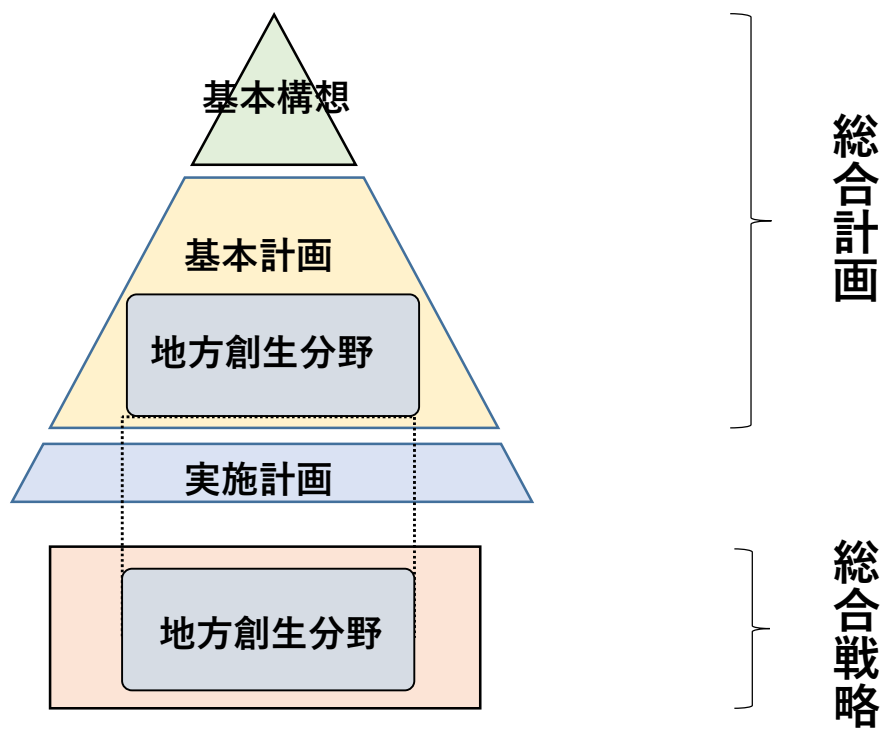 基本構想
総合計画
基本計画
地方創生分野
実施計画
総合戦略
地方創生分野